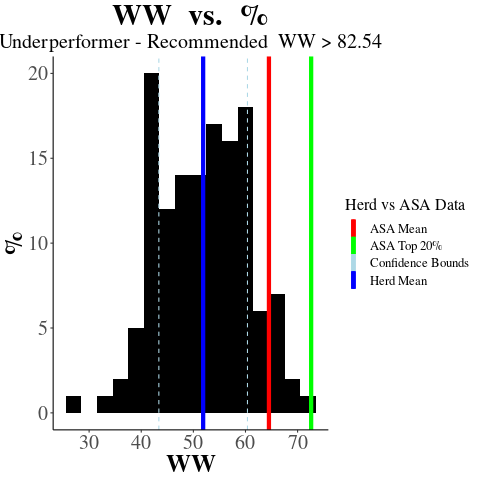 WW vs. %
Underperformer - Recommended WW > 82.54
20
15
10
5
0
%
30 40 50 60 70
WW
Herd vs ASA Data
ASA Mean
ASA Top 20%
Confidence Bounds
Herd Mean